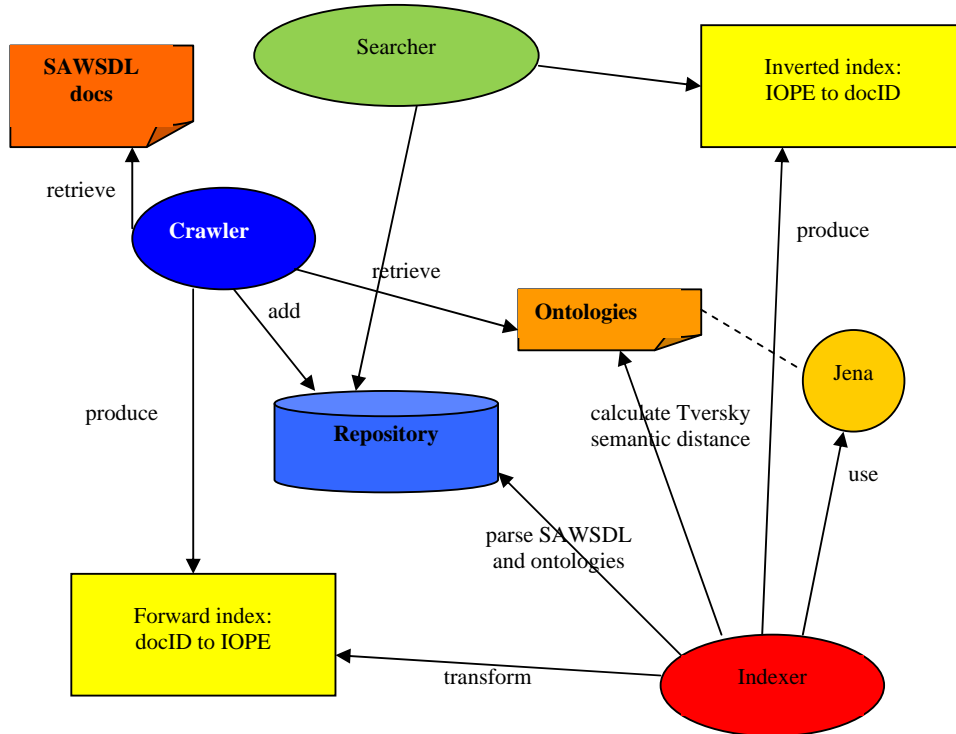 Searcher
SAWSDL
docs
Inverted index:
IOPE to docID
retrieve
Crawler
produce
retrieve
add
Ontologies
Jena
produce
calculate Tversky
semantic distance
Repository
use
parse SAWSDL
and ontologies
Forward index:
docID to IOPE
transform
Indexer